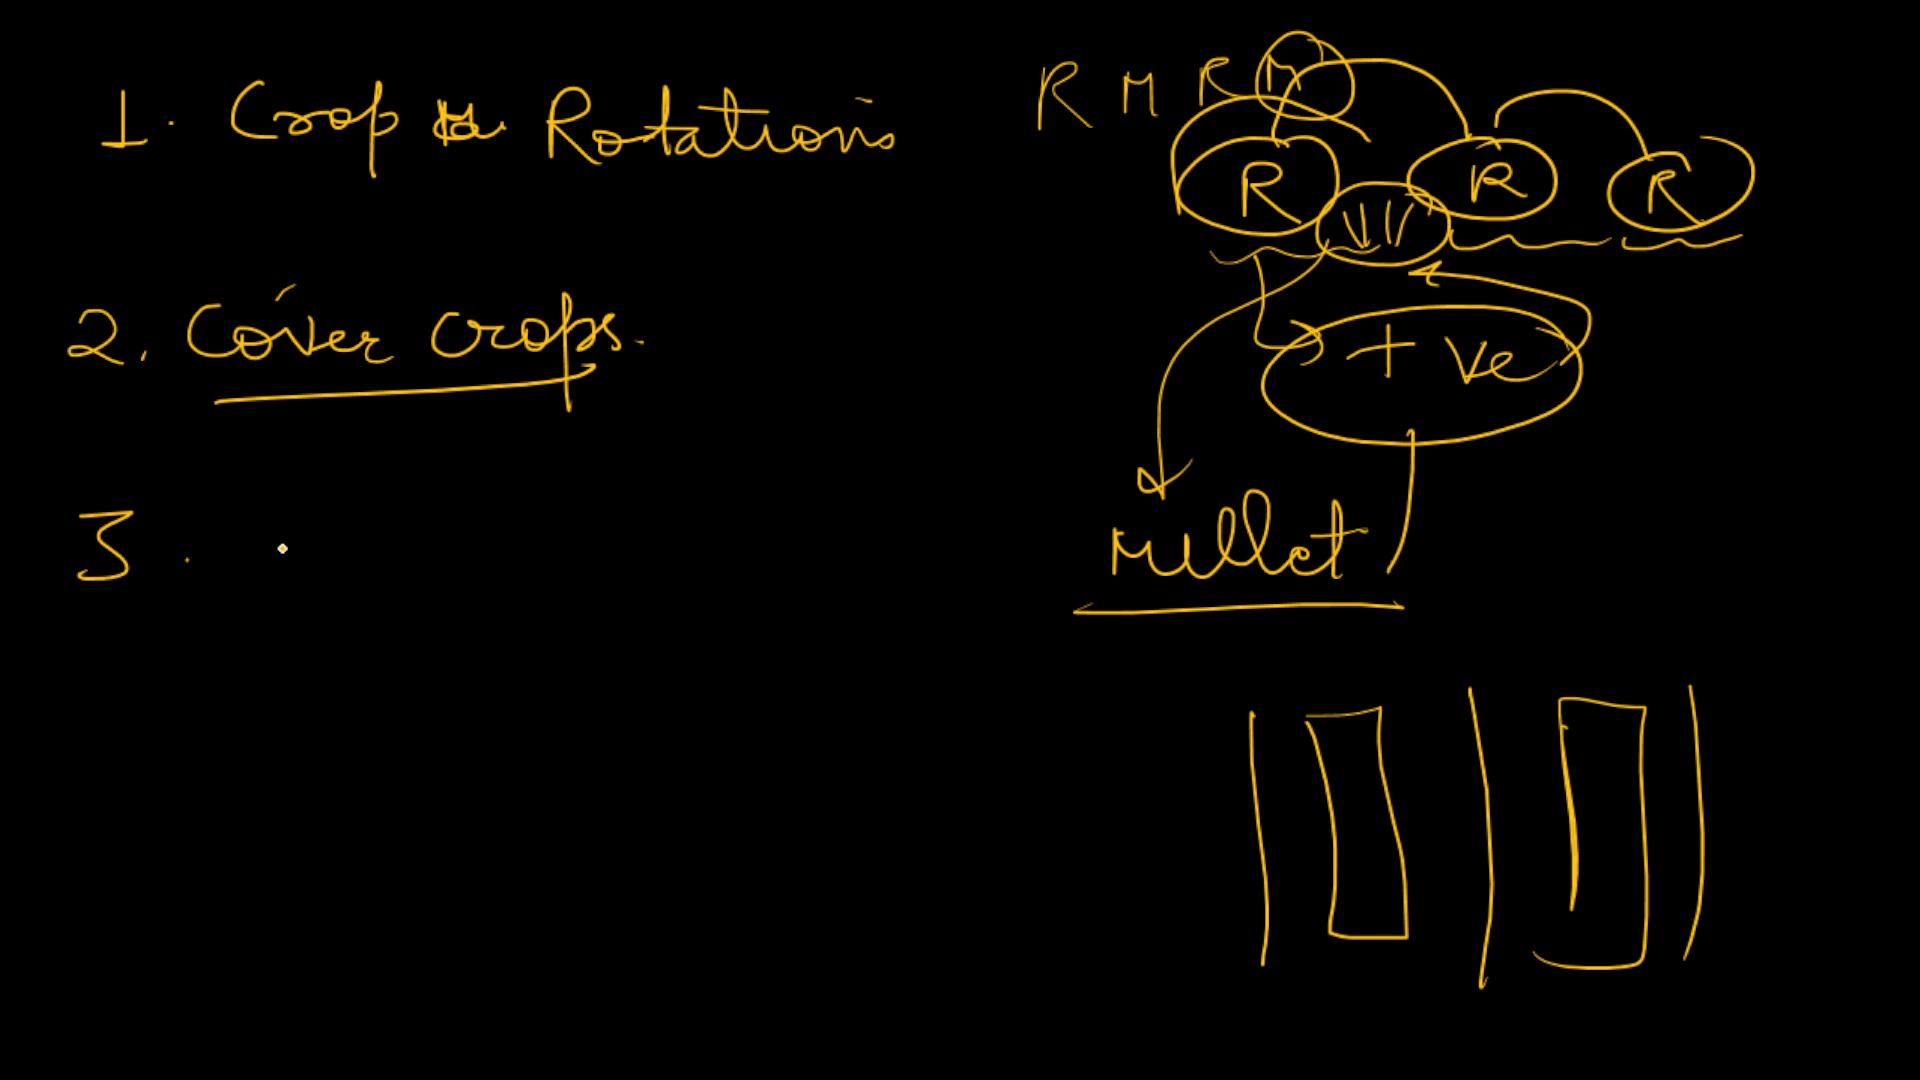 1. Crop Rotations
R M R M
R R R
2. Cover crops.
+ ve
3.
Millet